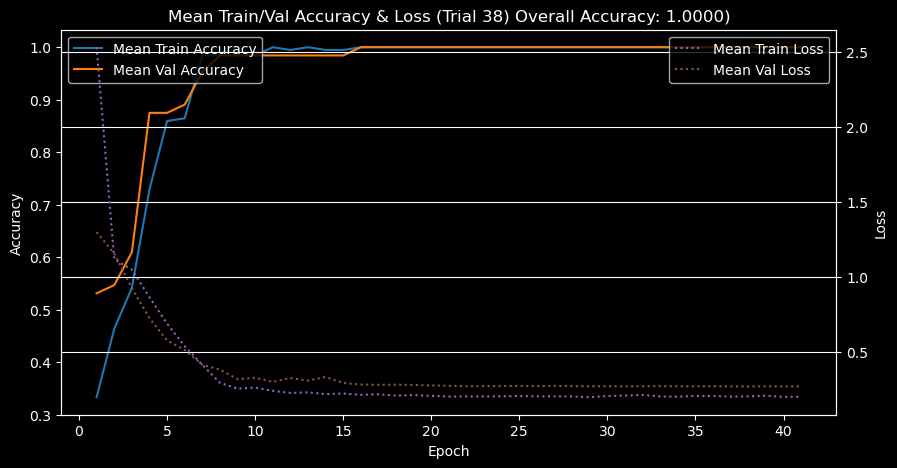 Mean Train/Val Accuracy & Loss (Trial 38) Overall Accuracy: 1.0000)
Mean Train Accuracy
Mean Val Accuracy
Mean Train Loss
Mean Val Loss
1.0
0.9
0.8
0.7
0.6
0.5
0.4
0.3
Accuracy
2.5
2.0
1.5
1.0
0.5
Loss
0 5 10 15 20 25 30 35 40
Epoch